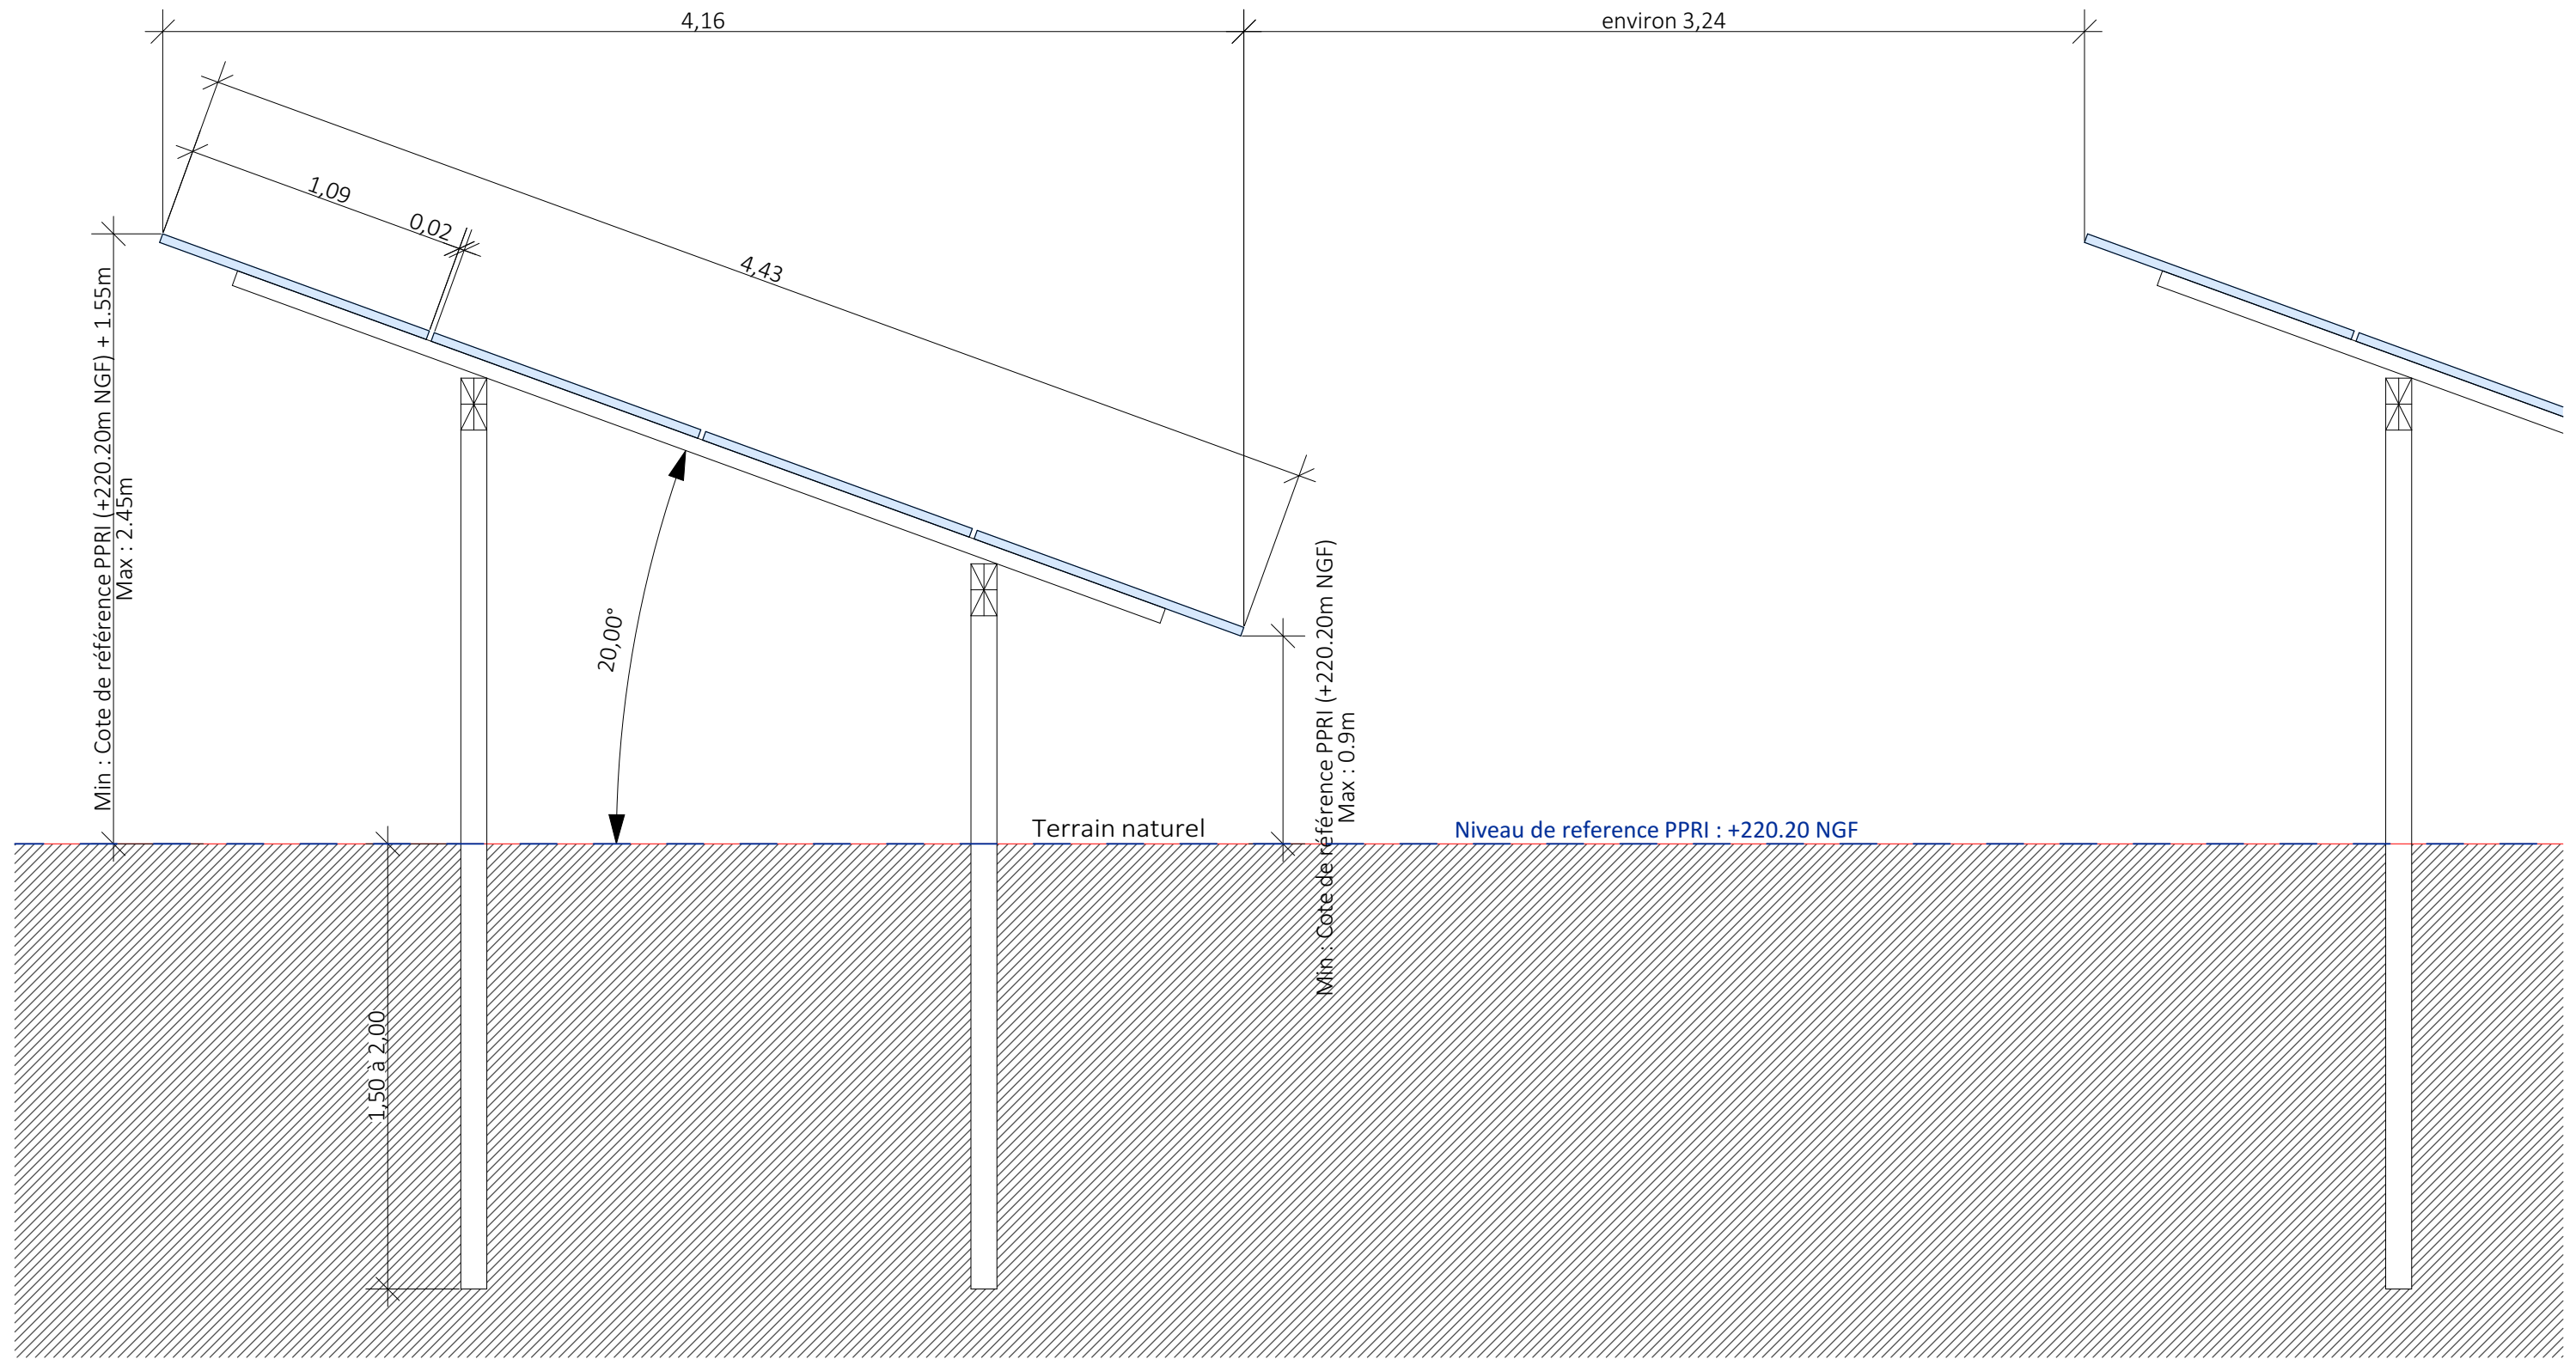 4,16
environ 3,24
1,09
0,02
4,43
Min : Cote de référence PPRI (+220.20m NGF) + 1.55m
Max : 2.45m
20,00°
Min : Cote de référence PPRI (+220.20m NGF)
Max : 0.9m
Terrain naturel
Niveau de reference PPRI : +220.20 NGF
1,50 à 2,00